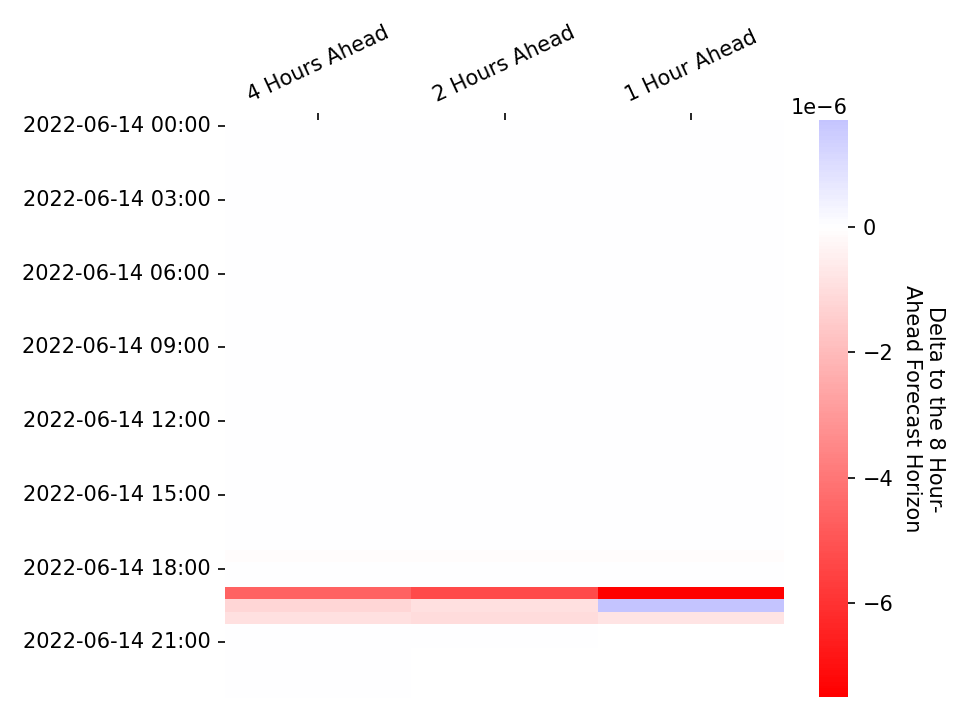 4 Hours Ahead
2 Hours Ahead
1 Hour Ahead
2022-06-14 00:00
2022-06-14 03:00
2022-06-14 06:00
2022-06-14 09:00
2022-06-14 12:00
2022-06-14 15:00
2022-06-14 18:00
2022-06-14 21:00
1e−6
0
−2
−4
−6
Delta to the 8 Hour-
Ahead Forecast Horizon